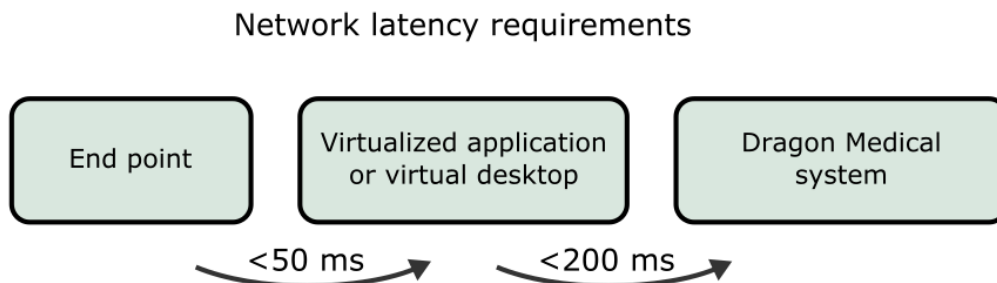 Network latency requirements
End point
Virtualized application
or virtual desktop
Dragon Medical
system
<50 ms
<200 ms